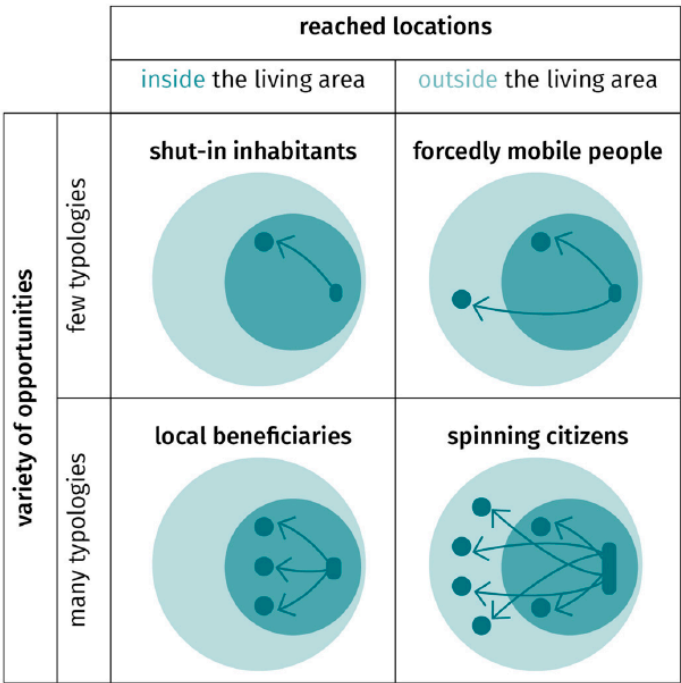 reached locations
inside the living area
outside the living area
variety of opportunities
few typologies
shut-in inhabitants
forcedly mobile people
many typologies
local beneficiaries
spinning citizens